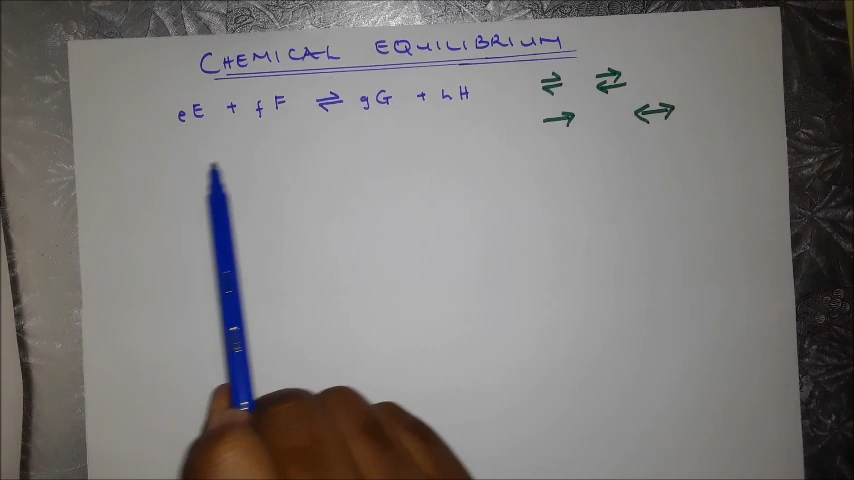 CHEMICAL EQUILIBRIUM
eE + fF ⇌ gG + hH ⇌ ⇄
→ ↔